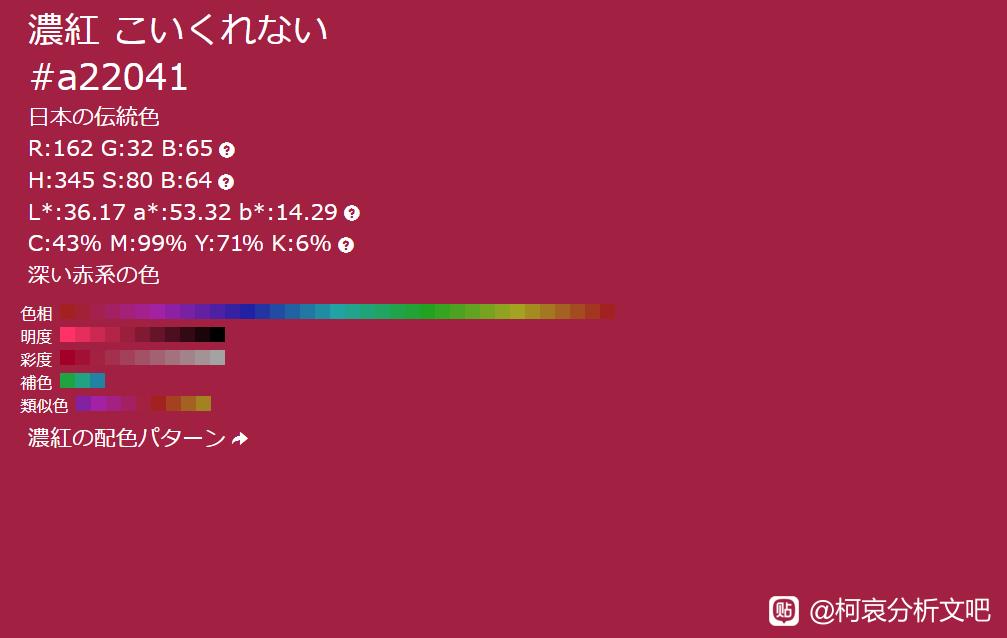 濃紅 こいくれない
#a22041
日本の伝統色
R:162 G:32 B:65 ?
H:345 S:80 B:64 ?
L*:36.17 a*:53.32 b*:14.29 ?
C:43% M:99% Y:71% K:6% ?
深い赤系の色
色相
明度
彩度
補色
類似色
濃紅の配色パターン
贴 @柯哀分析文吧